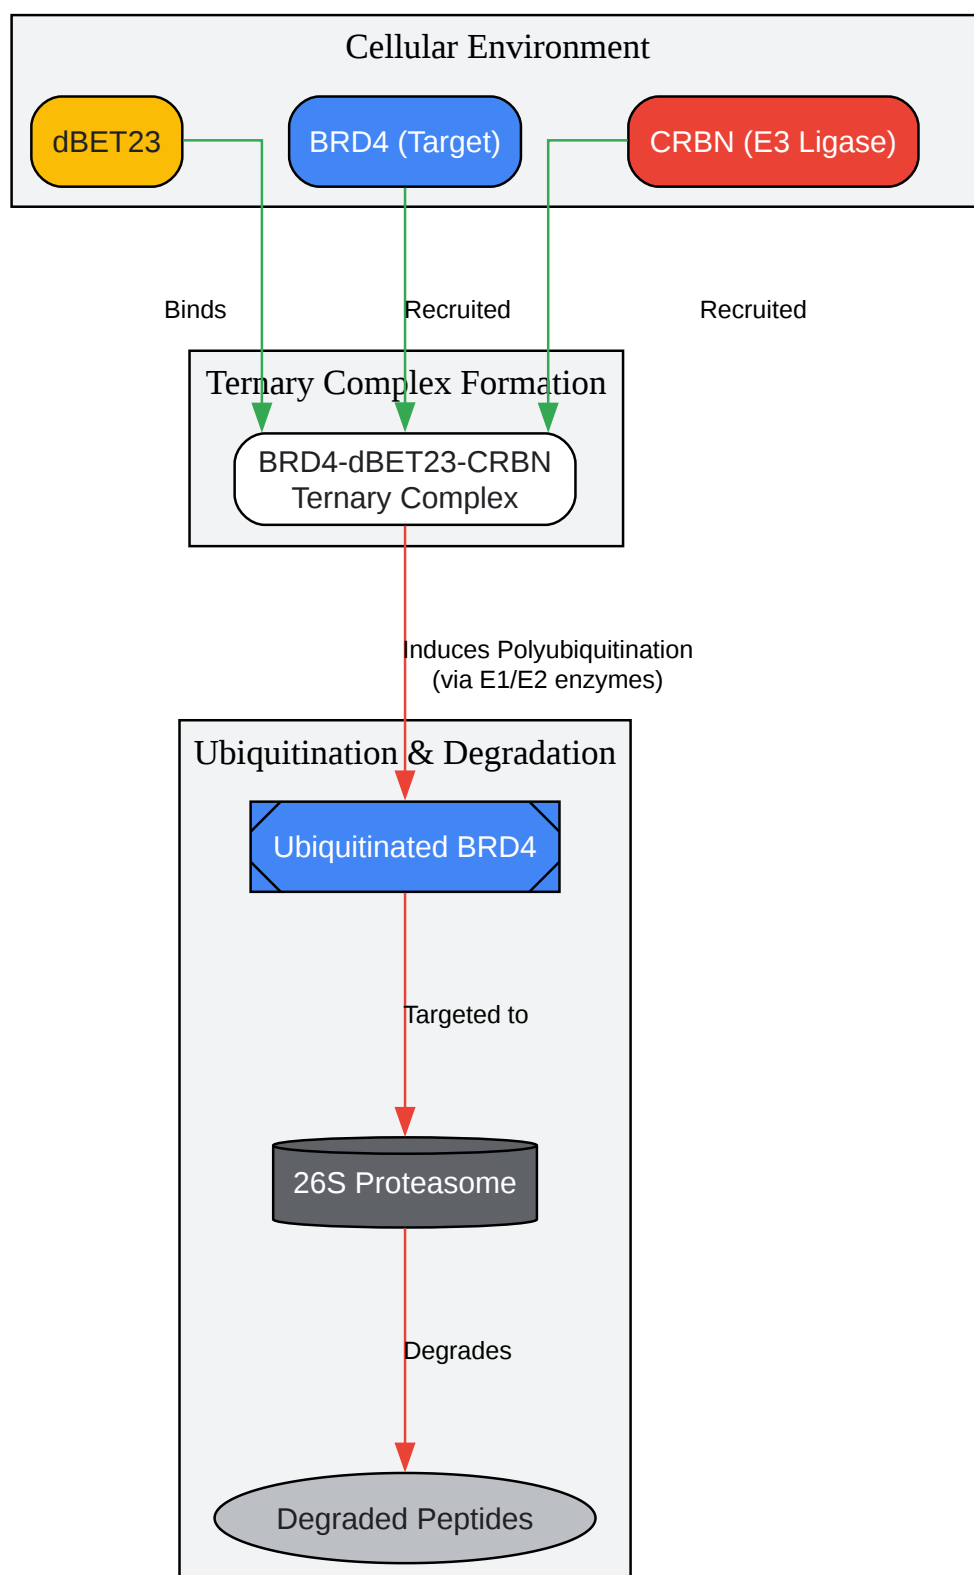 Cellular Environment
dBET23
BRD4 (Target)
CRBN (E3 Ligase)
Binds
Recruited
Recruited
Ternary Complex Formation
BRD4-dBET23-CRBN
Ternary Complex
Induces Polyubiquitination
(via E1/E2 enzymes)
Ubiquitination & Degradation
Ubiquitinated BRD4
Targeted to
26S Proteasome
Degrades
Degraded Peptides